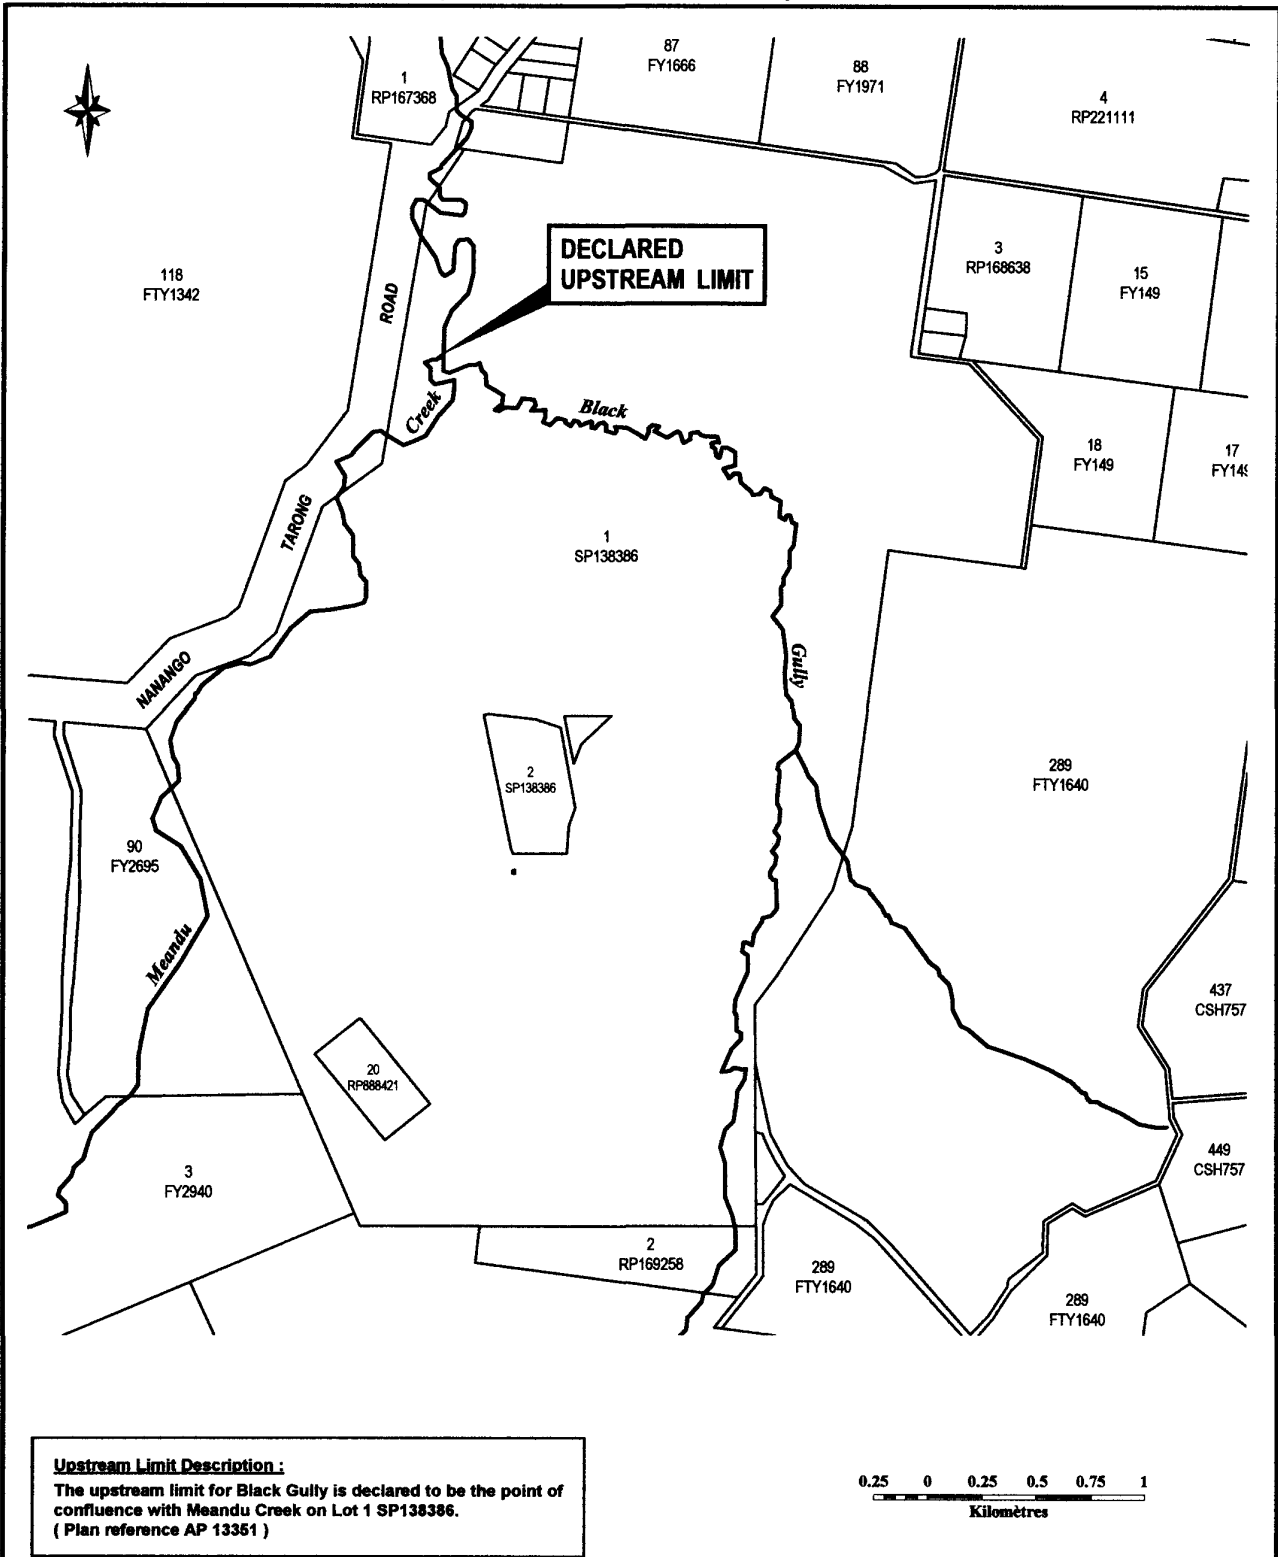 87
FY1666
88
FY1971
1
RP167368
4
RP221111
DECLARED
UPSTREAM LIMIT
3
RP168638
15
FY149
118
FTY1342
ROAD
Creek
Black
18
FY149
17
TARONG
1
SP138386
NANANGO
Gully
2
SP138386
289
FTY1640
90
FY2695
Meandu
437
CSH757
20
RP888421
3
FY2940
449
CSH757
2
RP169258
289
FTY1640
289
FTY1640
Upstream Limit Description :
The upstream limit for Black Gully is declared to be the point of
confluence with Meandu Creek on Lot 1 SP138386.
( Plan reference AP 13351 )
0.25 0 0.25 0.5 0.75 1
Kilometres